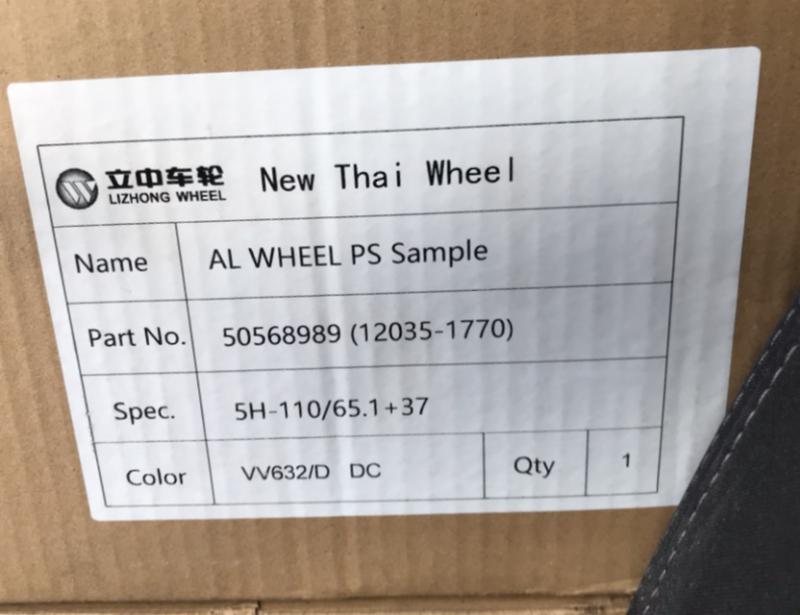 立中车轮 New Thai Wheel
LIZHONG WHEEL
Name AL WHEEL PS Sample
Part No. 50568989 (12035-1770)
Spec. 5H-110/65.1+37
Color VV632/D DC Qty 1